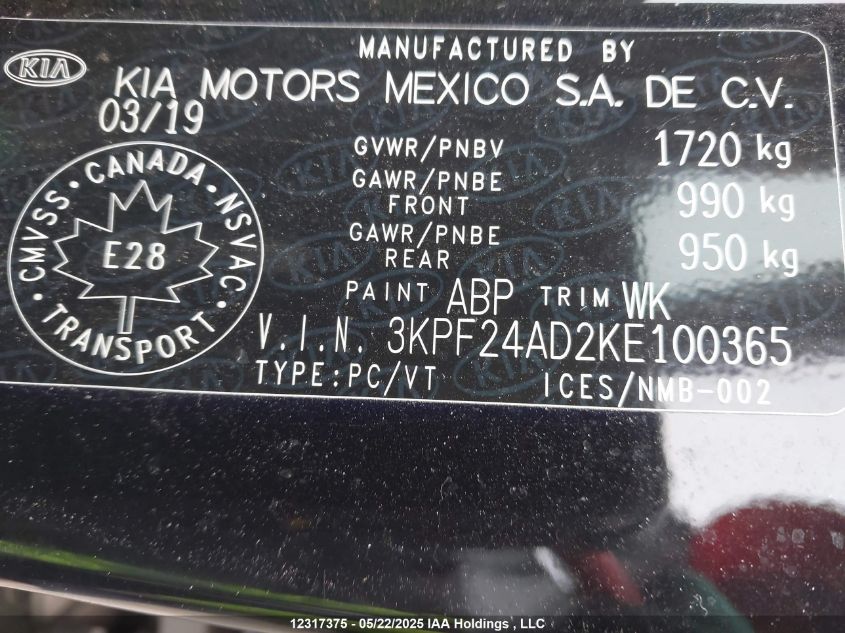 MANUFACTURED BY
KIA
KIA MOTORS MEXICO S.A. DE C.V.
03/19
GVWR/PNBV 1720 kg
GAWR/PNBE
FRONT 990 kg
GAWR/PNBE
REAR 950 kg
PAINT ABP TRIM WK
V.I.N. 3KPF24AD2KE100365
TYPE:PC/VT ICES/NMB-002
CMVSS • CANADA • NSVAC • TRANSPORT •
E28
12317375 - 05/22/2025 IAA Holdings , LLC